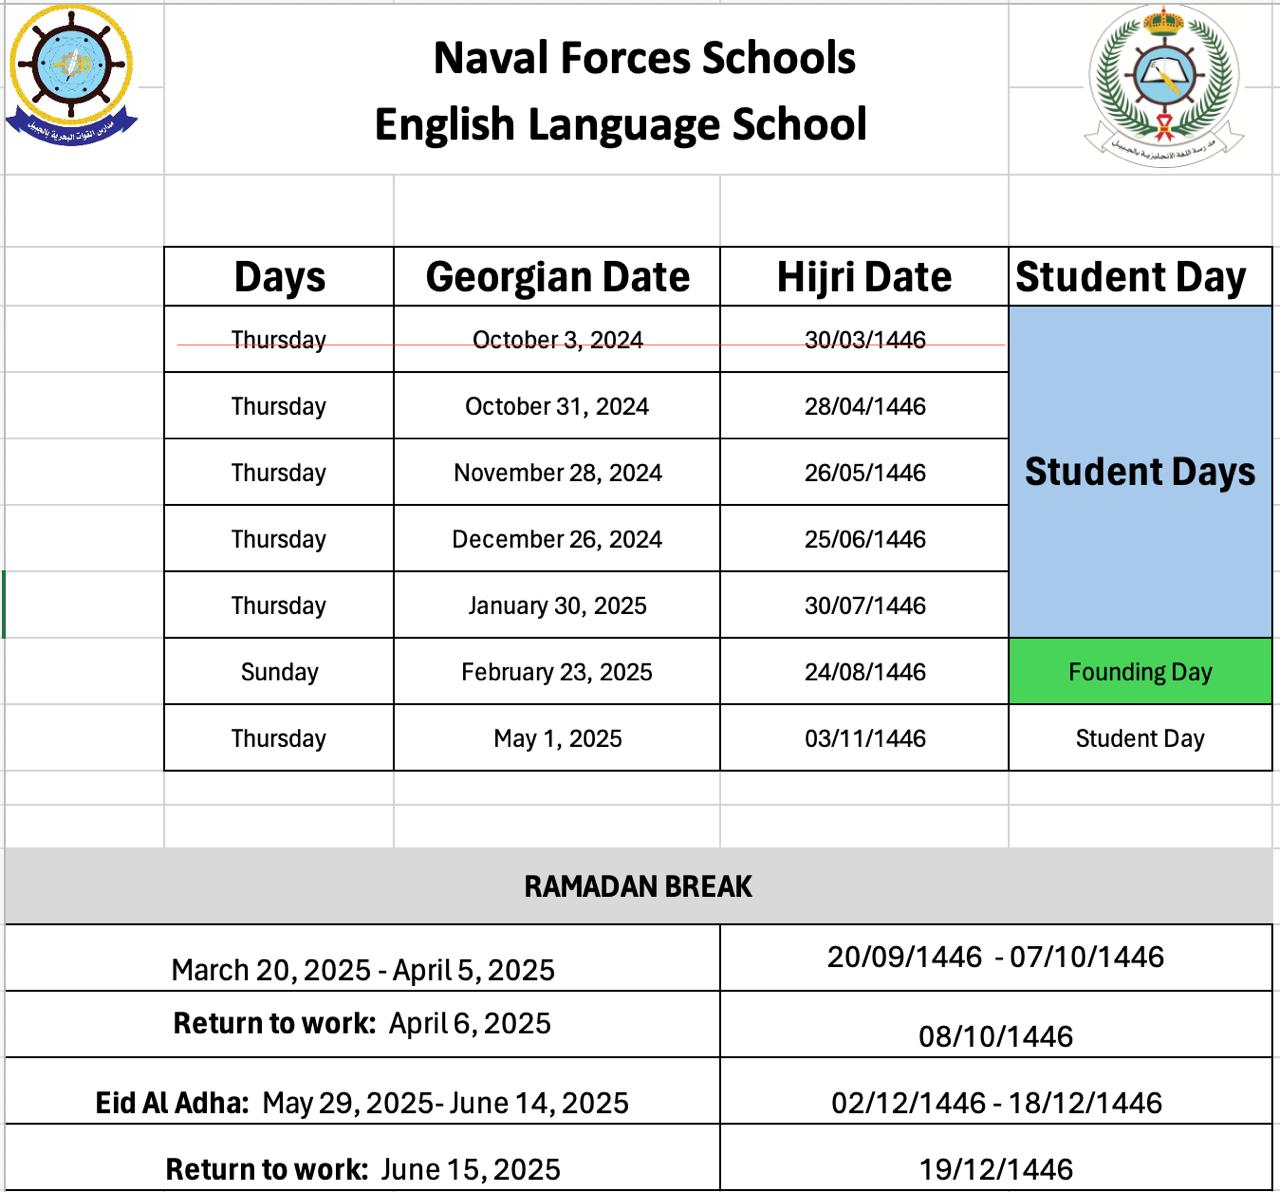 مدارس القوات البحرية بالجبيل
Naval Forces Schools
English Language School
مدرسة اللغة الانجليزية بالجبيل
Days Georgian Date Hijri Date Student Day
Thursday October 3, 2024 30/03/1446
Thursday October 31, 2024 28/04/1446
Thursday November 28, 2024 26/05/1446
Student Days
Thursday December 26, 2024 25/06/1446
Thursday January 30, 2025 30/07/1446
Sunday February 23, 2025 24/08/1446 Founding Day
Thursday May 1, 2025 03/11/1446 Student Day
RAMADAN BREAK
March 20, 2025 - April 5, 2025 20/09/1446 - 07/10/1446
Return to work: April 6, 2025 08/10/1446
Eid Al Adha: May 29, 2025- June 14, 2025 02/12/1446 - 18/12/1446
Return to work: June 15, 2025 19/12/1446